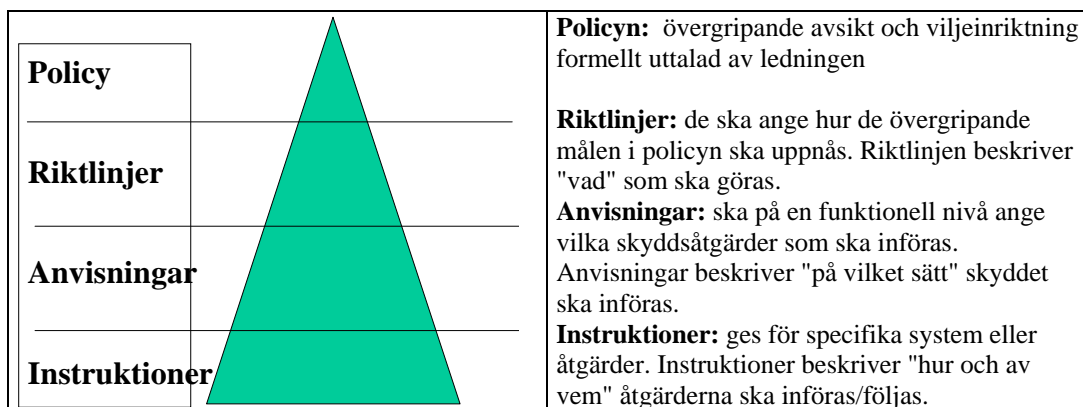 Policy
Riktlinjer
Anvisningar
Instruktioner
Policyn: övergripande avsikt och viljeinriktning
formellt uttalad av ledningen
Riktlinjer: de ska ange hur de övergripande
målen i policyn ska uppnås. Riktlinjen beskriver
"vad" som ska göras.
Anvisningar: ska på en funktionell nivå ange
vilka skyddsåtgärder som ska införas.
Anvisningar beskriver "på vilket sätt" skyddet
ska införas.
Instruktioner: ges för specifika system eller
åtgärder. Instruktioner beskriver "hur och av
vem" åtgärderna ska införas/följas.